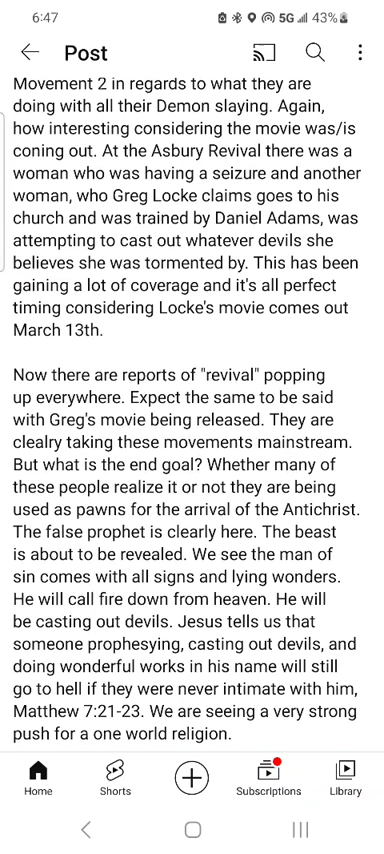 6:47
5G
43%
Post
Movement 2 in regards to what they are
doing with all their Demon slaying. Again,
how interesting considering the movie was/is
coning out. At the Asbury Revival there was a
woman who was having a seizure and another
woman, who Greg Locke claims goes to his
church and was trained by Daniel Adams, was
attempting to cast out whatever devils she
believes she was tormented by. This has been
gaining a lot of coverage and it's all perfect
timing considering Locke's movie comes out
March 13th.
Now there are reports of "revival" popping
up everywhere. Expect the same to be said
with Greg's movie being released. They are
clealry taking these movements mainstream.
But what is the end goal? Whether many of
these people realize it or not they are being
used as pawns for the arrival of the Antichrist.
The false prophet is clearly here. The beast
is about to be revealed. We see the man of
sin comes with all signs and lying wonders.
He will call fire down from heaven. He will
be casting out devils. Jesus tells us that
someone prophesying, casting out devils, and
doing wonderful works in his name will still
go to hell if they were never intimate with him,
Matthew 7:21-23. We are seeing a very strong
push for a one world religion.
Home
Shorts
Subscriptions
Library